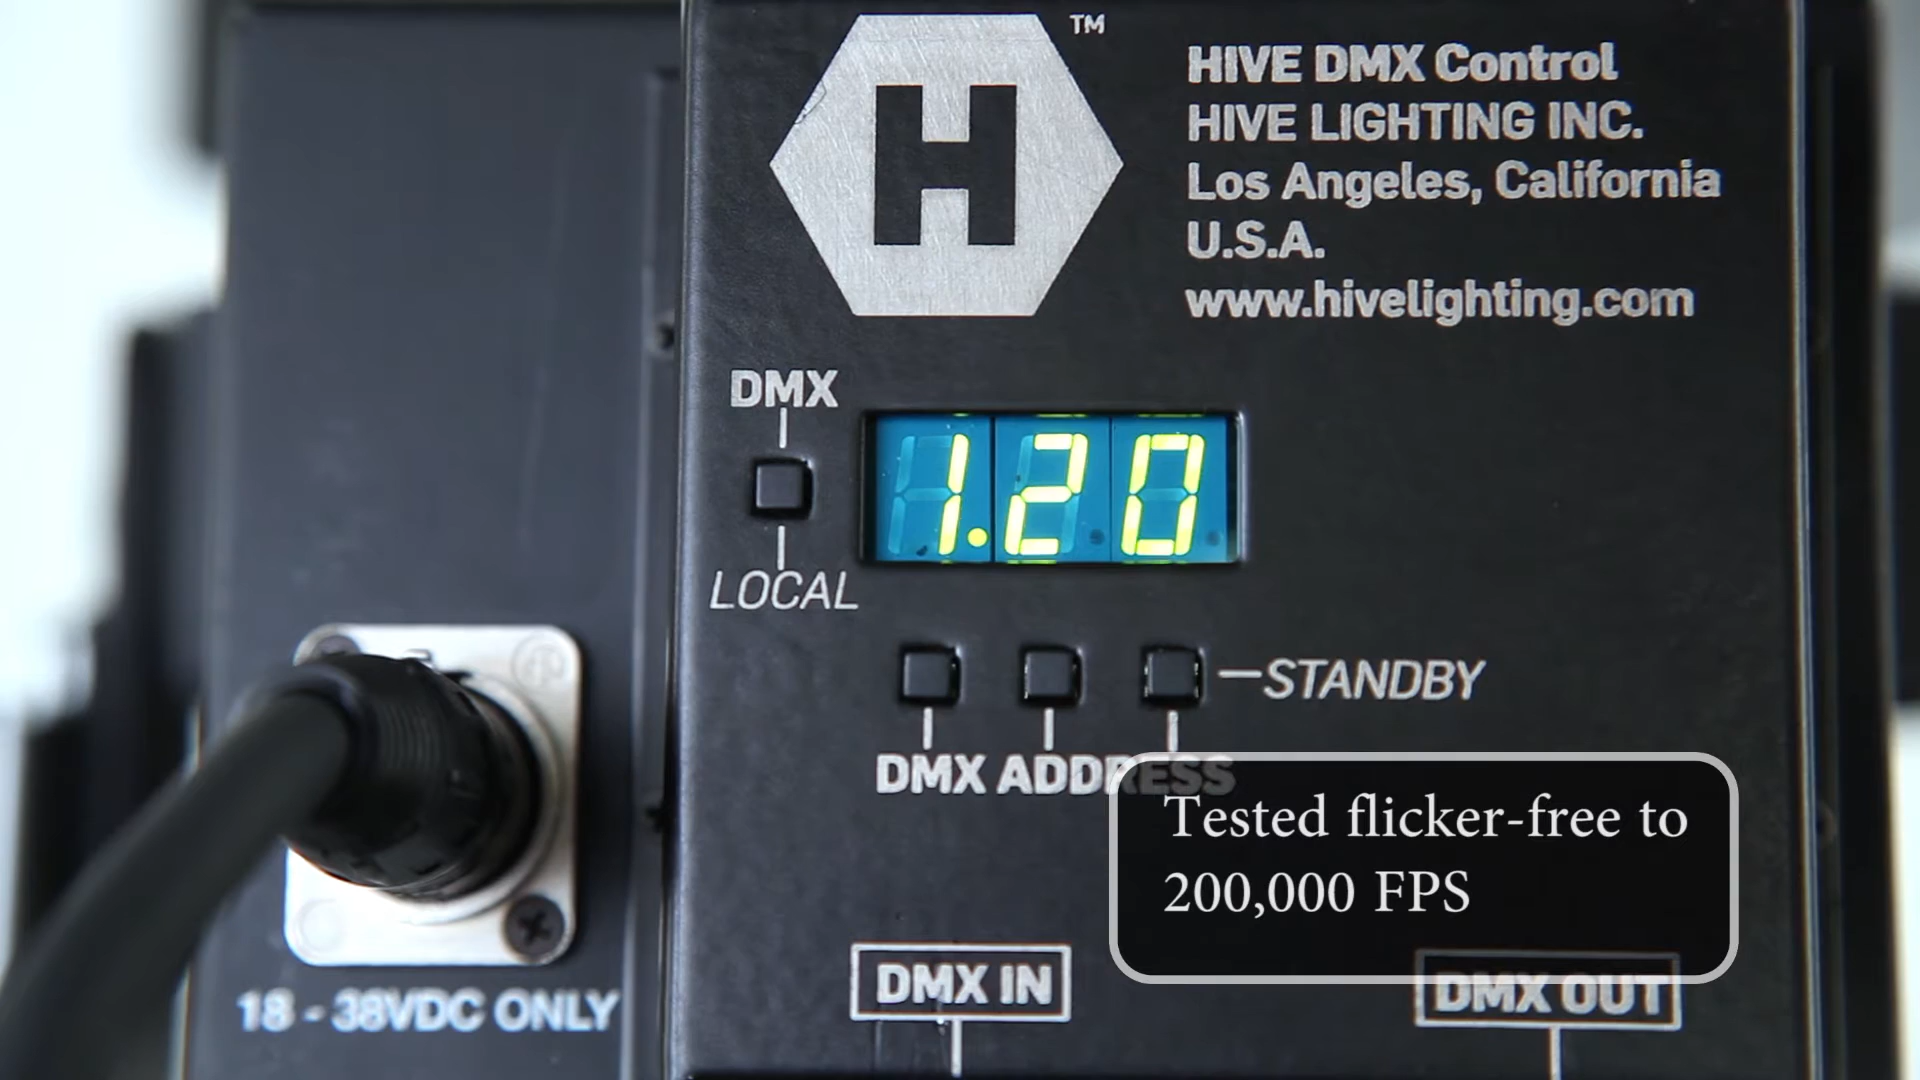 H
TM
HIVE DMX Control
HIVE LIGHTING INC.
Los Angeles, California
U.S.A.
www.hivelighting.com
DMX
1.20
LOCAL
STANDBY
DMX ADDRESS
Tested flicker-free to
200,000 FPS
DMX IN
DMX OUT
18 - 38VDC ONLY